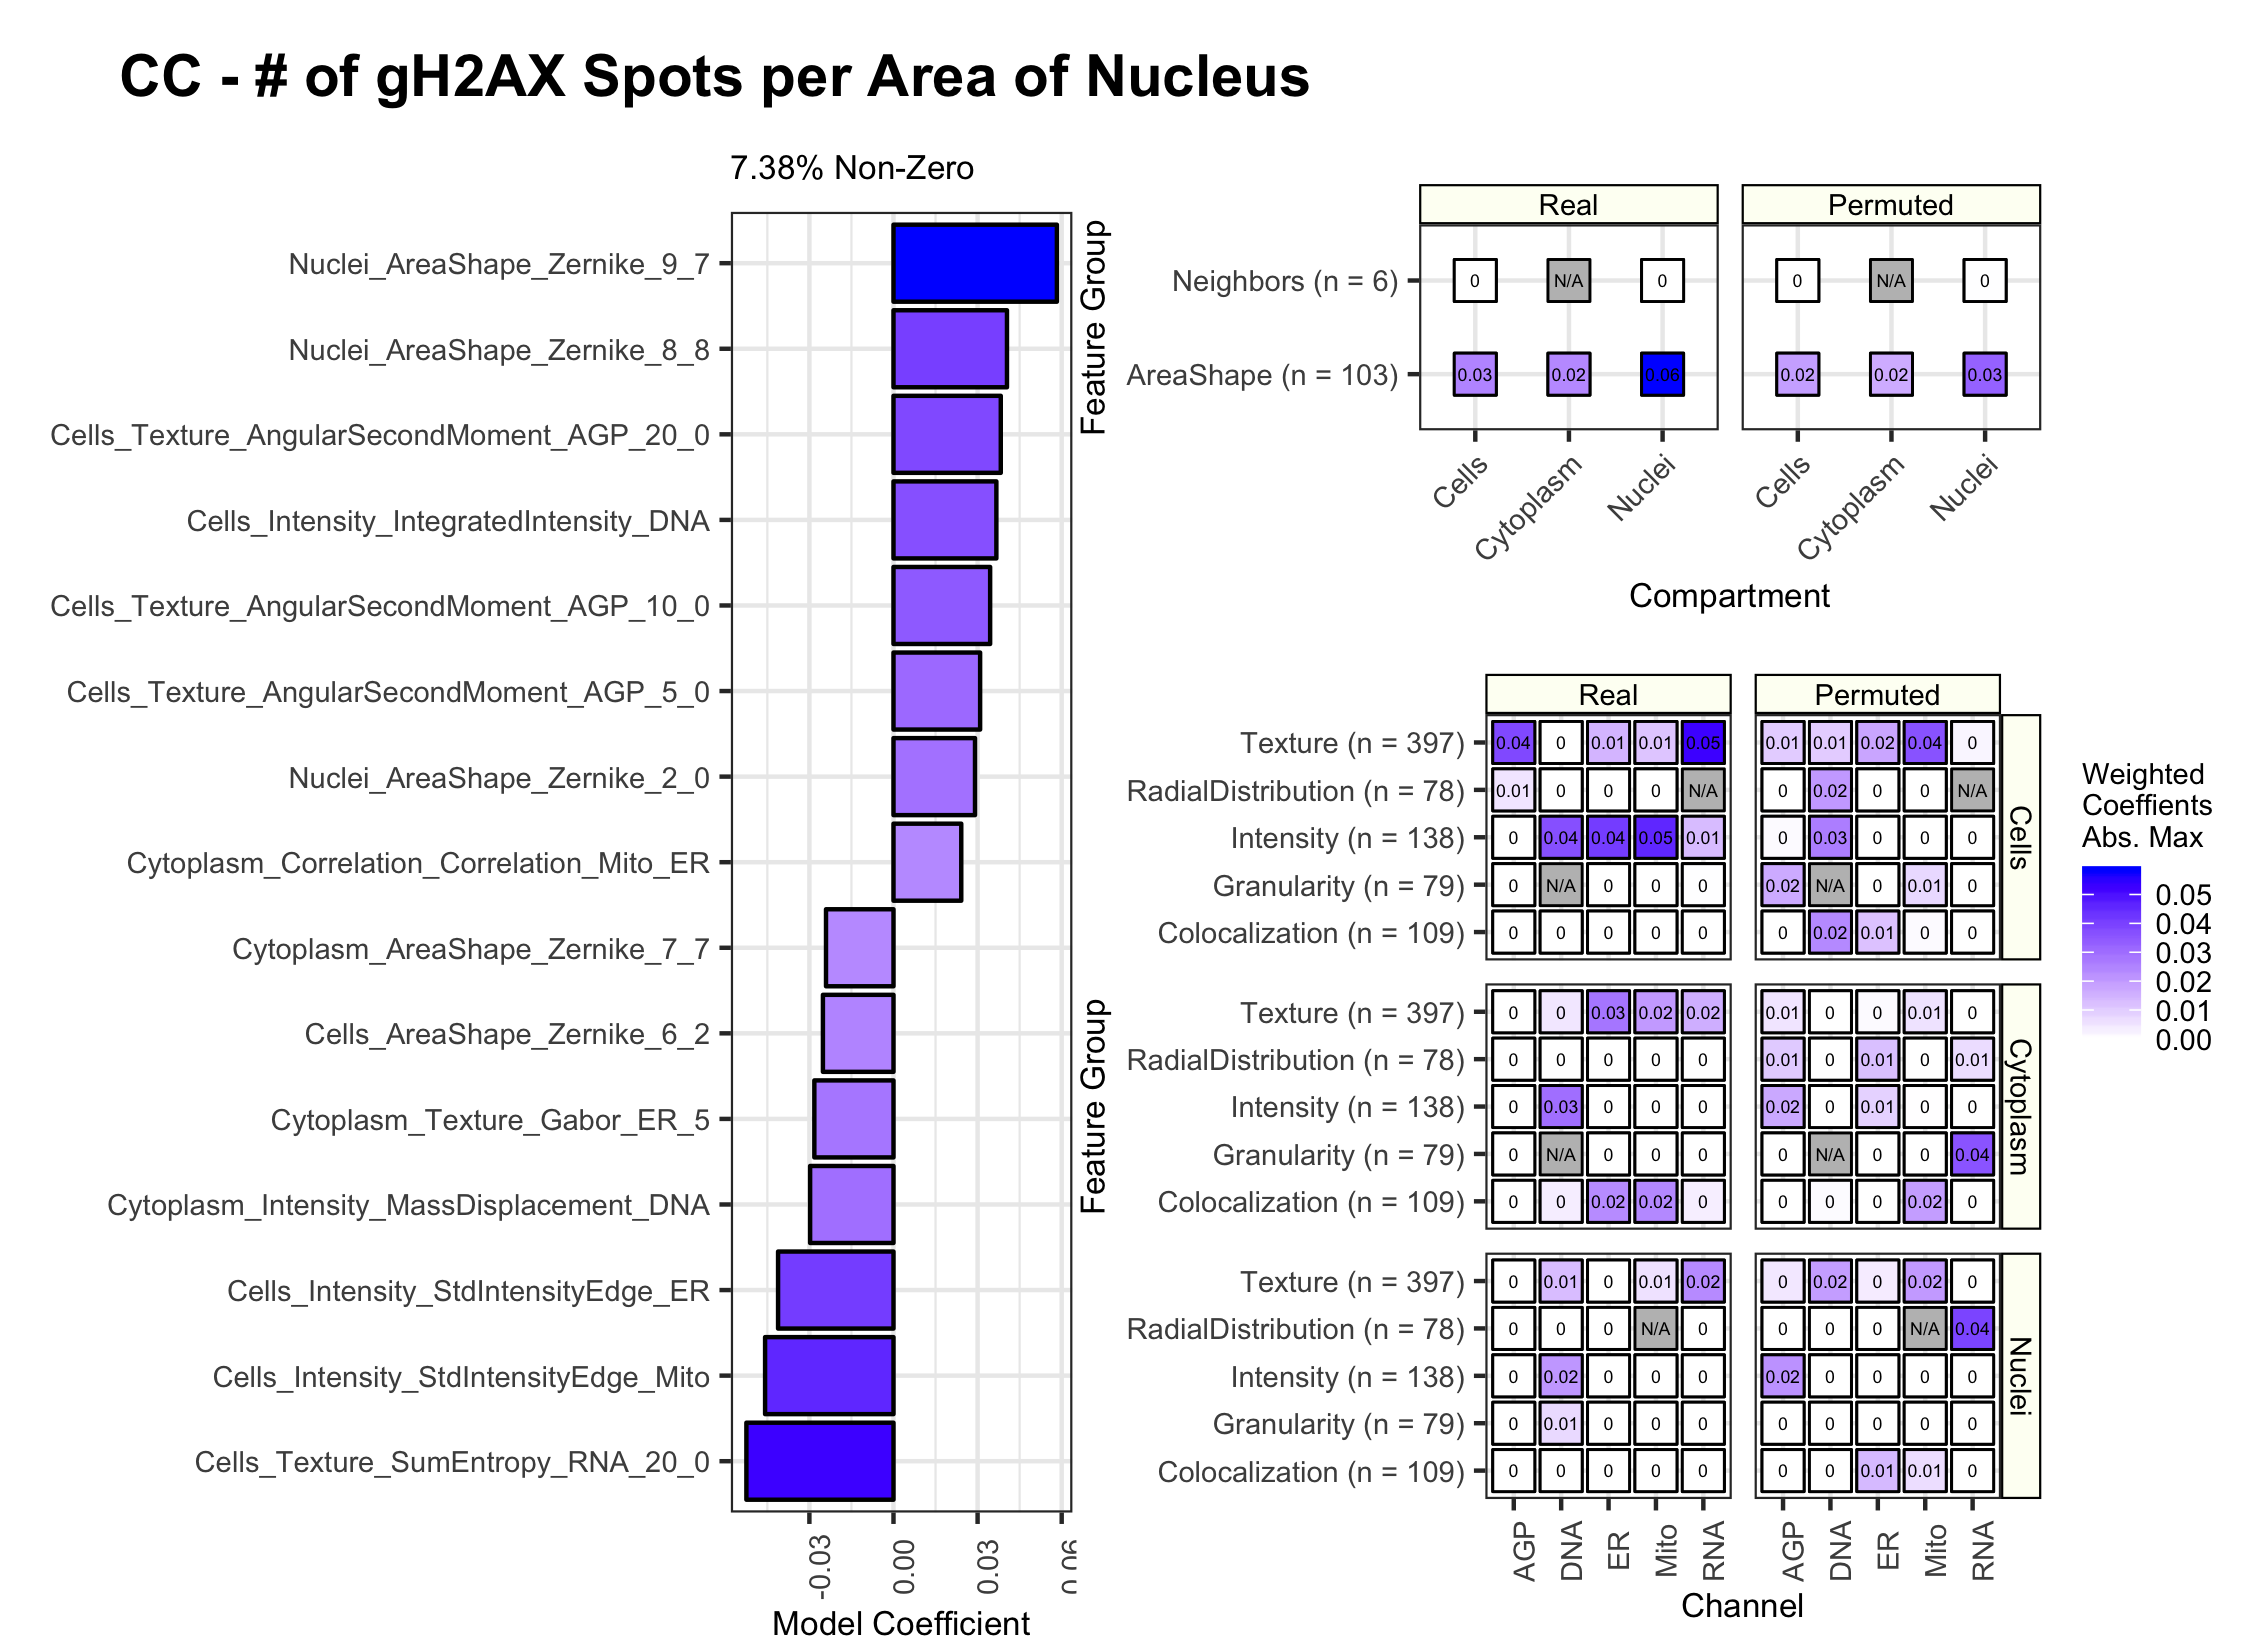 CC - # of gH2AX Spots per Area of Nucleus
7.38% Non-Zero
Nuclei_AreaShape_Zernike_9_7
Nuclei_AreaShape_Zernike_8_8
Cells_Texture_AngularSecondMoment_AGP_20_0
Cells_Intensity_IntegratedIntensity_DNA
Cells_Texture_AngularSecondMoment_AGP_10_0
Cells_Texture_AngularSecondMoment_AGP_5_0
Nuclei_AreaShape_Zernike_2_0
Cytoplasm_Correlation_Correlation_Mito_ER
Cytoplasm_AreaShape_Zernike_7_7
Cells_AreaShape_Zernike_6_2
Cytoplasm_Texture_Gabor_ER_5
Cytoplasm_Intensity_MassDisplacement_DNA
Cells_Intensity_StdIntensityEdge_ER
Cells_Intensity_StdIntensityEdge_Mito
Cells_Texture_SumEntropy_RNA_20_0
-0.03 0.00 0.03 0.06
Model Coefficient
Feature Group
Real Permuted
Neighbors (n = 6) 0 N/A 0 0 N/A 0
AreaShape (n = 103) 0.03 0.02 0.06 0.02 0.02 0.03
Cells Cytoplasm Nuclei Cells Cytoplasm Nuclei
Compartment
Feature Group
Real Permuted
Texture (n = 397) 0.04 0 0.01 0.01 0.05 0.01 0.01 0.02 0.04 0
RadialDistribution (n = 78) 0.01 0 0 0 N/A 0 0.02 0 0 N/A
Intensity (n = 138) 0 0.04 0.04 0.05 0.01 0 0.03 0 0 0
Granularity (n = 79) 0 N/A 0 0 0 0.02 N/A 0 0.01 0
Colocalization (n = 109) 0 0 0 0 0 0 0.02 0.01 0 0
Cells
Texture (n = 397) 0 0 0.03 0.02 0.02 0.01 0 0 0.01 0
RadialDistribution (n = 78) 0 0 0 0 0 0.01 0 0.01 0 0.01
Intensity (n = 138) 0 0.03 0 0 0 0.02 0 0.01 0 0
Granularity (n = 79) 0 N/A 0 0 0 0 N/A 0 0 0.04
Colocalization (n = 109) 0 0 0.02 0.02 0 0 0 0 0.02 0
Cytoplasm
Texture (n = 397) 0 0.01 0 0.01 0.02 0 0.02 0 0.02 0
RadialDistribution (n = 78) 0 0 0 N/A 0 0 0 0 N/A 0.04
Intensity (n = 138) 0 0.02 0 0 0 0.02 0 0 0 0
Granularity (n = 79) 0 0.01 0 0 0 0 0 0 0 0
Colocalization (n = 109) 0 0 0 0 0 0 0 0.01 0.01 0
Nuclei
AGP DNA ER Mito RNA AGP DNA ER Mito RNA
Channel
Weighted
Coeffients
Abs. Max
0.05
0.04
0.03
0.02
0.01
0.00